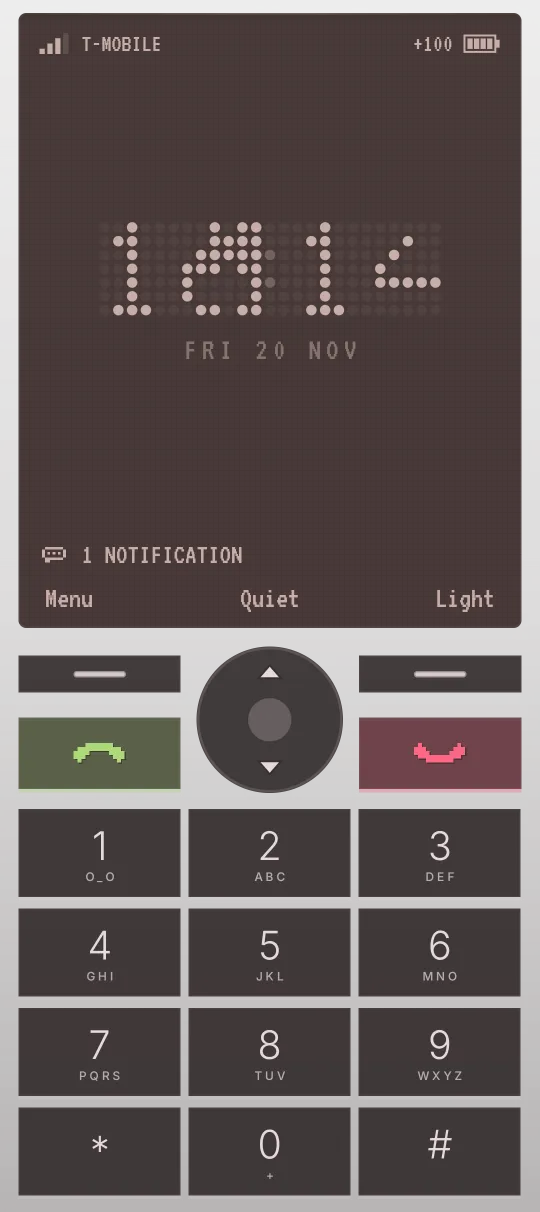 T-MOBILE +100
FRI 20 NOV
1 NOTIFICATION
Menu Quiet Light
1 2 3
O_O ABC DEF
4 5 6
GHI JKL MNO
7 8 9
PQRS TUV WXYZ
* 0 #
+